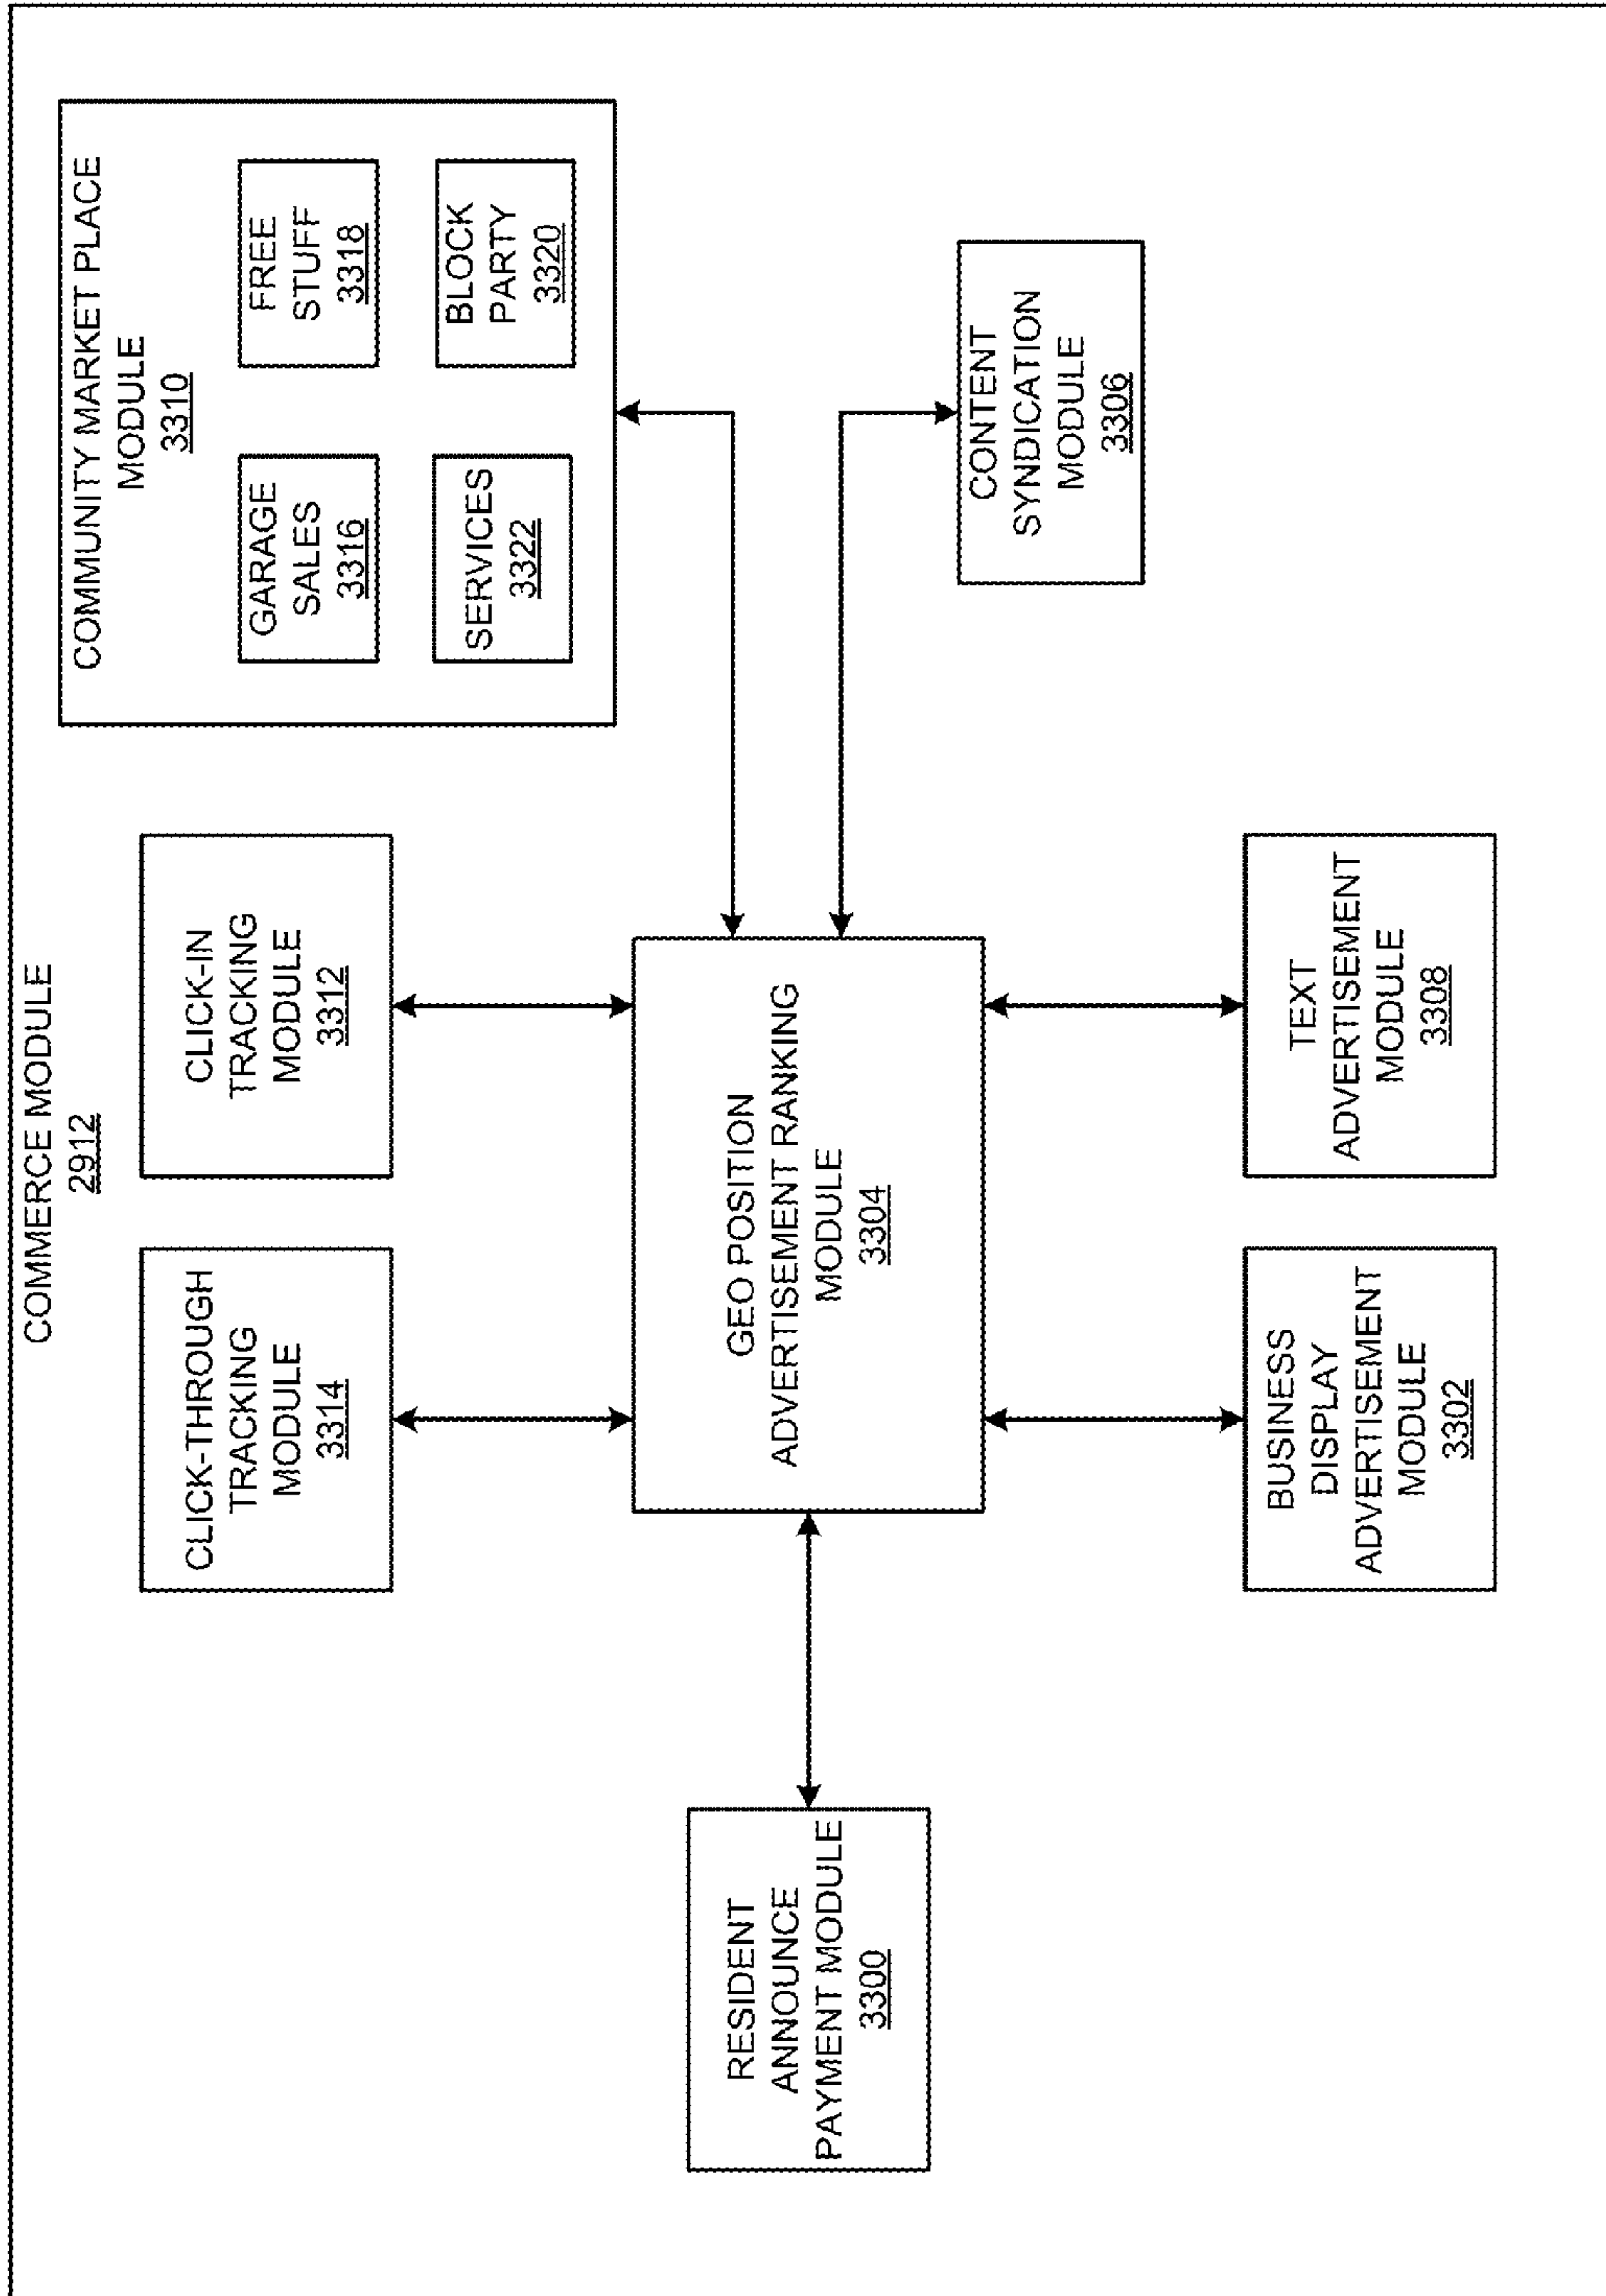 COMMERCE MODULE
2912
CLICK-THROUGH
TRACKING
MODULE
3314
CLICK-IN
TRACKING
MODULE
3312
COMMUNITY MARKET PLACE
MODULE
3310
GARAGE
SALES
3316
FREE
STUFF
3318
SERVICES
3322
BLOCK
PARTY
3320
RESIDENT
ANNOUNCE
PAYMENT MODULE
3300
GEO POSITION
ADVERTISEMENT RANKING
MODULE
3304
CONTENT
SYNDICATION
MODULE
3306
BUSINESS
DISPLAY
ADVERTISEMENT
MODULE
3302
TEXT
ADVERTISEMENT
MODULE
3308